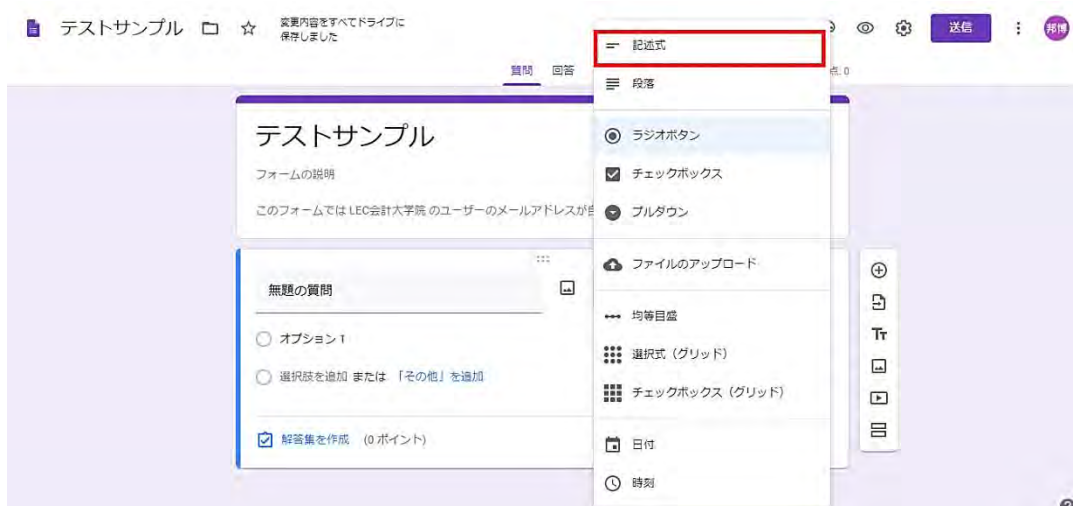 テストサンプル
変更内容をすべてドライブに
保存しました
送信
邦博
質問 回答
点: 0
テストサンプル
フォームの説明
このフォームでは LEC会計大学院 のユーザーのメールアドレスが自
無題の質問
オプション 1
選択肢を追加 または 「その他」を追加
解答集を作成 (0 ポイント)
記述式
段落
ラジオボタン
チェックボックス
プルダウン
ファイルのアップロード
均等目盛
選択式（グリッド）
チェックボックス（グリッド）
日付
時刻
Tт